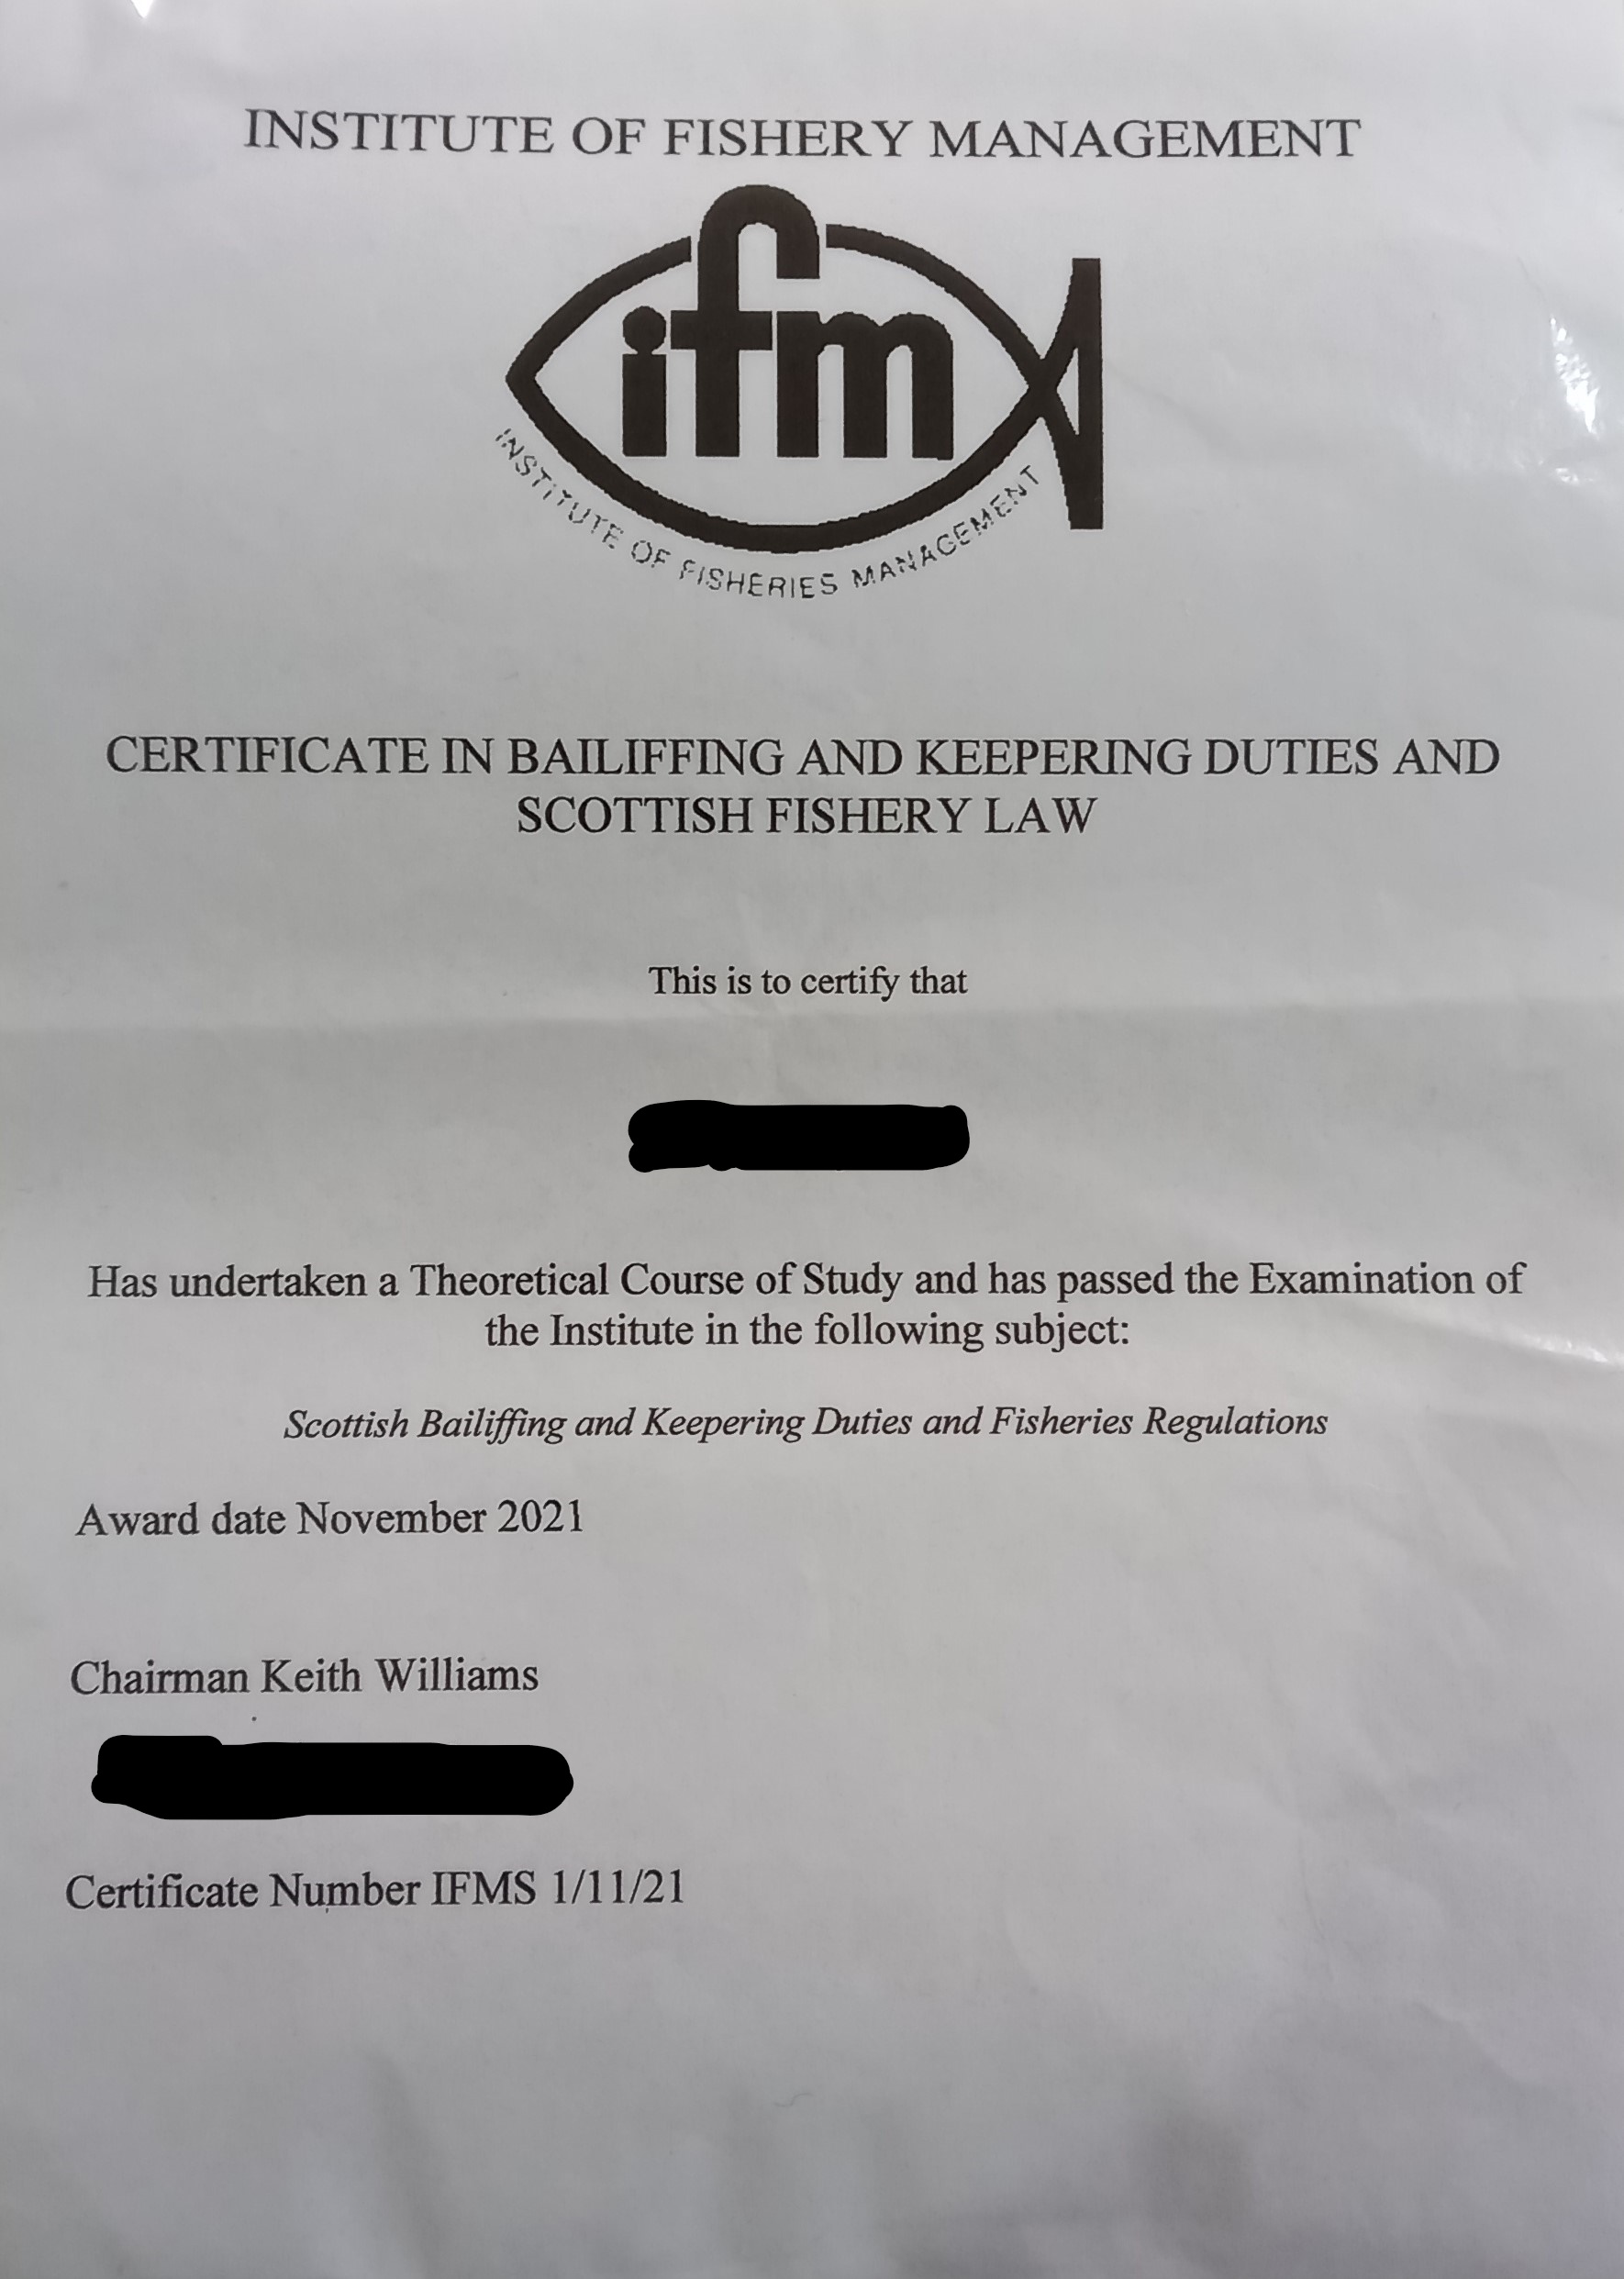 INSTITUTE OF FISHERY MANAGEMENT
ifm
INSTITUTE OF FISHERIES MANAGEMENT
CERTIFICATE IN BAILIFFING AND KEEPERING DUTIES AND
SCOTTISH FISHERY LAW
This is to certify that
Has undertaken a Theoretical Course of Study and has passed the Examination of
the Institute in the following subject:
Scottish Bailiffing and Keepering Duties and Fisheries Regulations
Award date November 2021
Chairman Keith Williams
Certificate Number IFMS 1/11/21